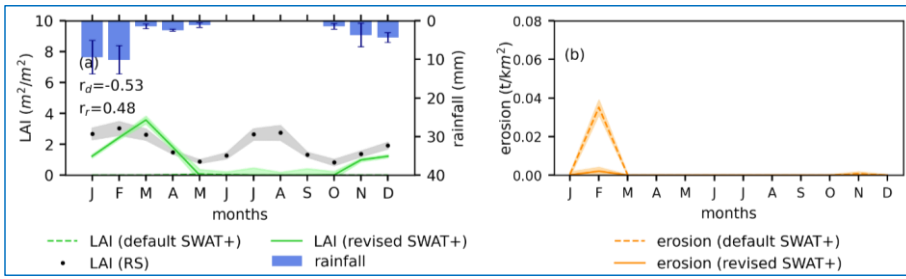 10
8
6
4
2
0
LAI (m²/m²)
(a)
r_d=-0.53
r_r=0.48
0
10
20
30
40
rainfall (mm)
J F M A M J J A S O N D
months
LAI (default SWAT+)
LAI (RS)
LAI (revised SWAT+)
rainfall
0.08
0.06
0.04
0.02
0.00
erosion (t/km²)
(b)
J F M A M J J A S O N D
months
erosion (default SWAT+)
erosion (revised SWAT+)